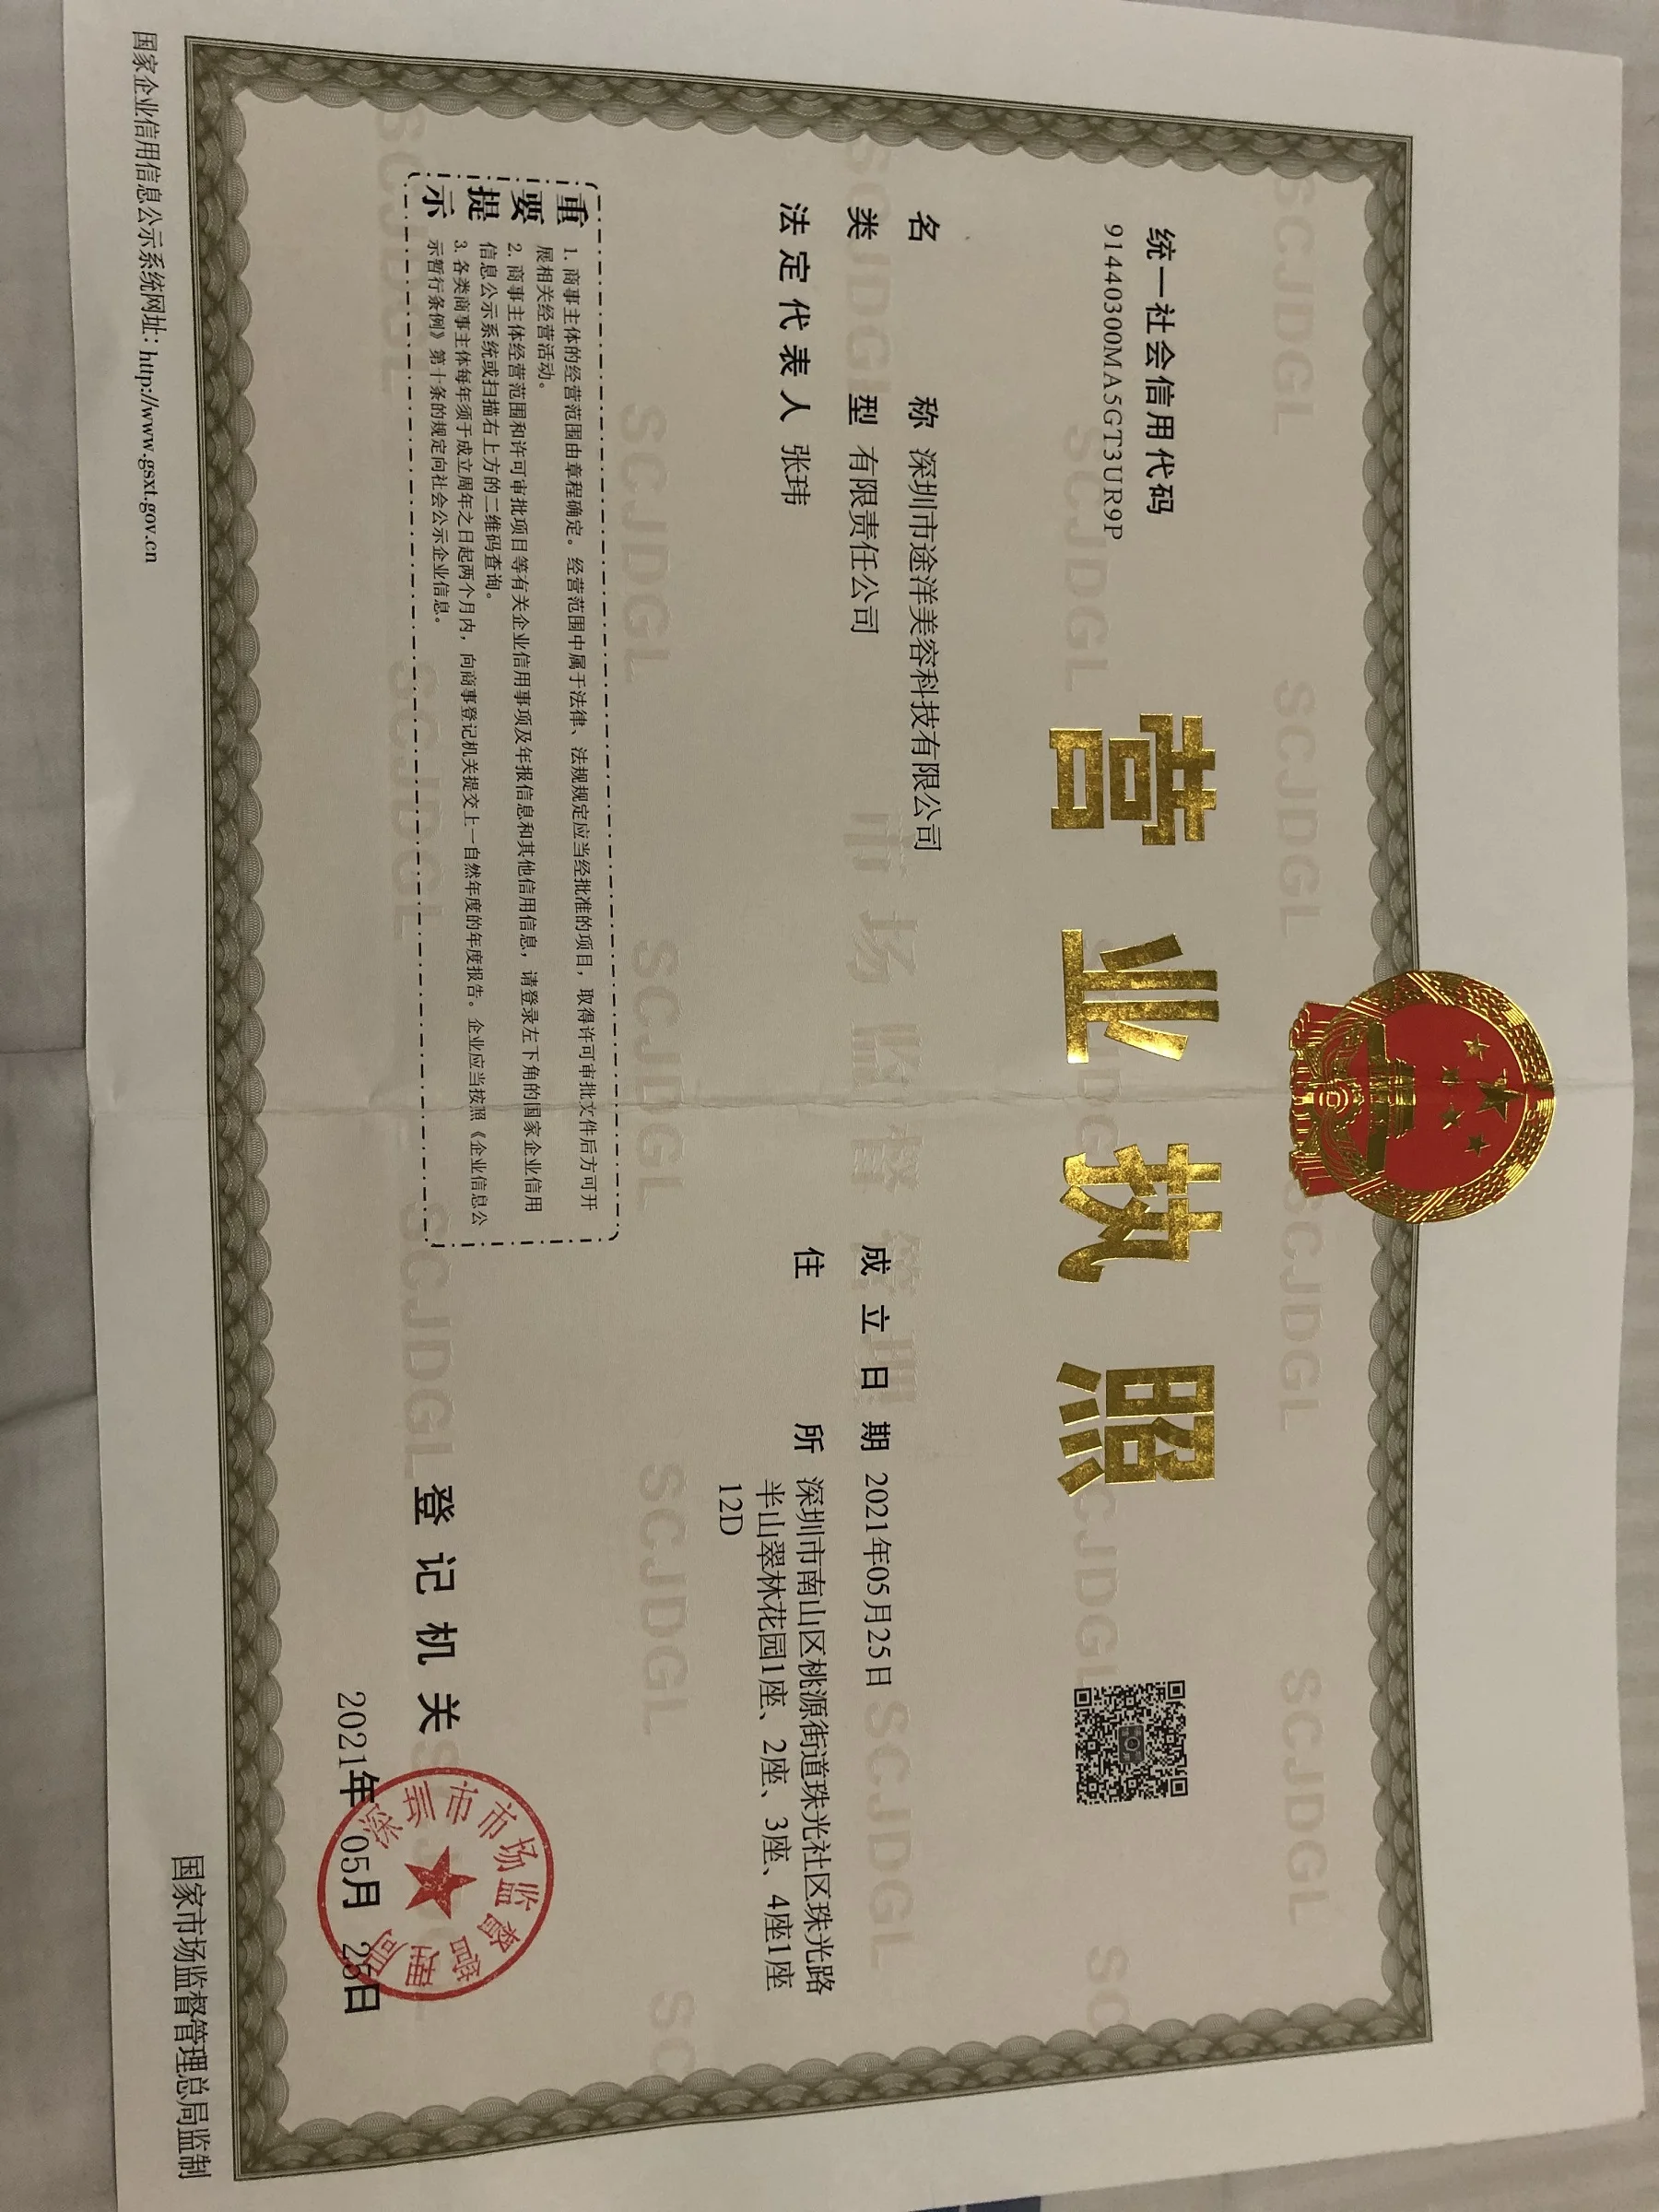 营业执照
统一社会信用代码
91440300MA5GT3UR9P
名称 深圳市途洋美容科技有限公司
类型 有限责任公司
法定代表人 张玮
成立日期 2021年05月25日
住所 深圳市南山区桃源街道珠光社区珠光路
半山翠林花园1座、2座、3座、4座1座
12D
重要提示
1. 商事主体的经营范围由章程确定。经营范围中属于法律、法规规定应当经批准的项目，取得许可审批文件后方可开
展相关经营活动。
2. 商事主体经营范围和许可审批项目等有关企业信用事项及年报信息和其他信用信息，请登录左下角的国家企业信用
信息公示系统或扫描右上方的二维码查询。
3. 各类商事主体每年须于成立周年之日起两个月内，向商事登记机关提交上一自然年度的年度报告。企业应当按照《企业信息公
示暂行条例》第十条的规定向社会公示企业信息。
登记机关
深圳市市场监督管理局
2021年05月25日
国家企业信用信息公示系统网址：http://www.gsxt.gov.cn
国家市场监督管理总局监制
SCJDGL
市场监督管理